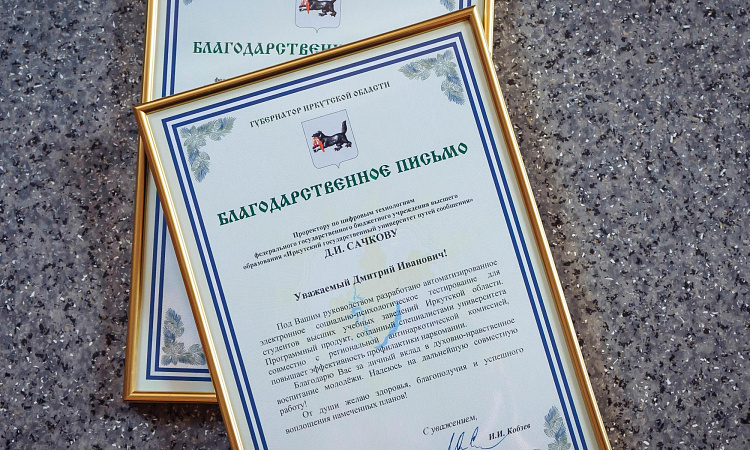 БЛАГОДАРСТВЕННОЕ
ГУБЕРНАТОР ИРКУТСКОЙ ОБЛАСТИ
БЛАГОДАРСТВЕННОЕ ПИСЬМО
Проректору по цифровым технологиям
федерального государственного бюджетного учреждения высшего
образования «Иркутский государственный университет путей сообщения»
Д.И. САЧКОВУ
Уважаемый Дмитрий Иванович!
Под Вашим руководством разработано автоматизированное
электронное социально-психологическое тестирование для
студентов высших учебных заведений Иркутской области.
Программный продукт, созданный специалистами университета
совместно с региональной антинаркотической комиссией,
повышает эффективность профилактики наркомании.
Благодарю Вас за личный вклад в духовно-нравственное
воспитание молодёжи. Надеюсь на дальнейшую совместную
работу!
От души желаю здоровья, благополучия и успешного
воплощения намеченных планов!
С уважением,
И.И. Кобзев